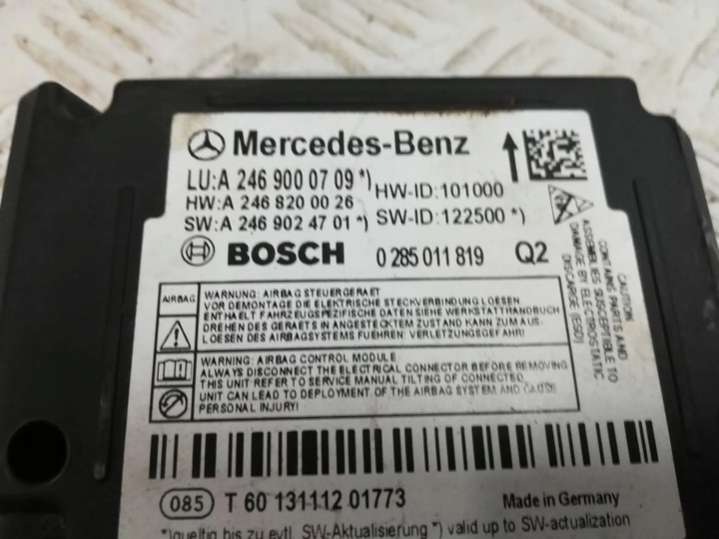 Mercedes-Benz
LU:A 246 900 07 09 *)
HW-ID:101000
HW:A 246 820 00 26
SW:A 246 902 47 01 *)
SW-ID:122500 *)
BOSCH
0 285 011 819
Q2
CAUTION
CONTAINS PARTS AND
ASSEMBLIES SUSCEPTIBLE TO
DAMAGE BY ELECTROSTATIC
DISCARGE (ESD)
AIRBAG
WARNUNG: AIRBAG STEUERGERAET
VOR DEMONTAGE DIE ELEKTRISCHE STECKVERBINDUNG LOESEN
ENTHAELT FAHRZEUGSPEZIFISCHE DATEN SIEHE WERKSTATTHANDBUCH
DREHEN DES GERAETS IN ANGESTECKTEM ZUSTAND KANN ZUM AUS-
LOESEN DES AIRBAGSYSTEMS FUEHREN: VERLETZUNGSGEFAHR!
WARNING: AIRBAG CONTROL MODULE
ALWAYS DISCONNECT THE ELECTRICAL CONNECTOR BEFORE REMOVING
THIS UNIT REFER TO SERVICE MANUAL TILTING OF CONNECTED
UNIT CAN LEAD TO DEPLOYMENT OF THE AIRBAG SYSTEM AND CAUSE
PERSONAL INJURY!
085
T 60 131112 01773
Made in Germany
*)gueltig bis zu evtl. SW-Aktualisierung *) valid up to SW-actualization